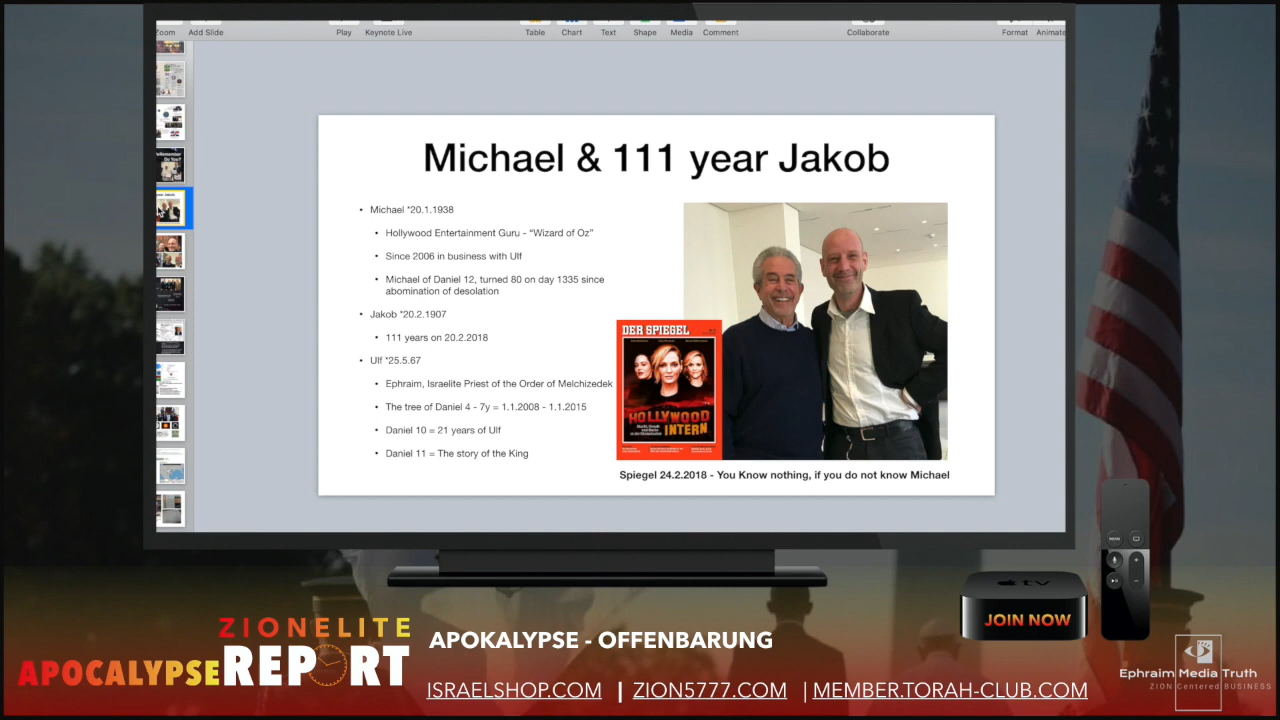 Zoom
Add Slide
Play
Keynote Live
Table
Chart
Text
Shape
Media
Comment
Collaborate
Format
Animate
Michael & 111 year Jakob
• Michael *20.1.1938
• Hollywood Entertainment Guru - “Wizard of Oz”
• Since 2006 in business with Ulf
• Michael of Daniel 12, turned 80 on day 1335 since
abomination of desolation
• Jakob *20.2.1907
• 111 years on 20.2.2018
• Ulf *25.5.67
• Ephraim, Israelite Priest of the Order of Melchizedek
• The tree of Daniel 4 - 7y = 1.1.2008 - 1.1.2015
• Daniel 10 = 21 years of Ulf
• Daniel 11 = The story of the King
DER SPIEGEL
HOLLYWOOD
INTERN
Spiegel 24.2.2018 - You Know nothing, if you do not know Michael
MENU
tv
JOIN NOW
ZIONELITE
APOCALYPSE REPORT
APOKALYPSE - OFFENBARUNG
ISRAELSHOP.COM | ZION5777.COM | MEMBER.TORAH-CLUB.COM
Ephraim Media Truth
ZION Centered BUSINESS